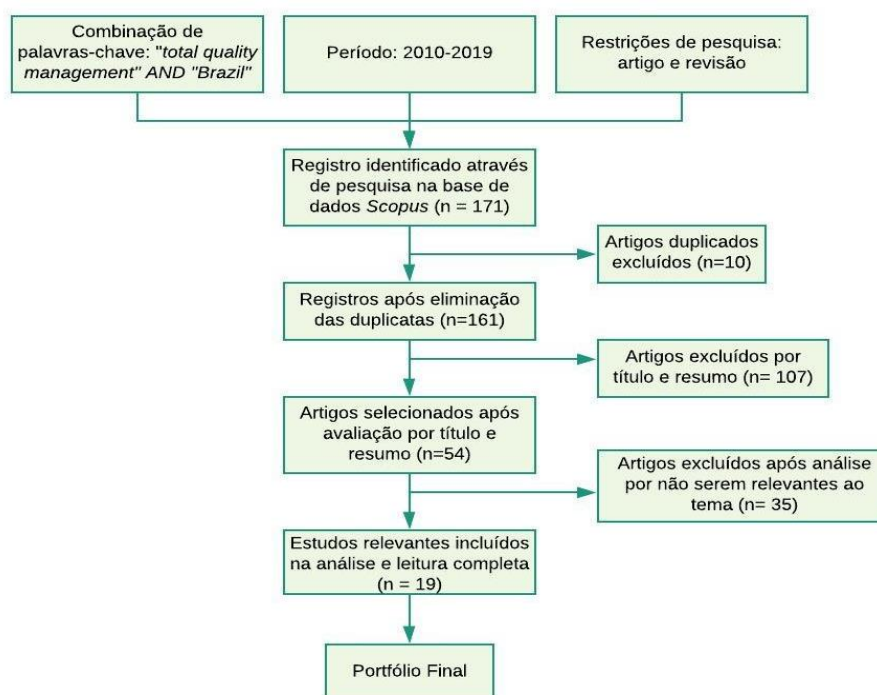 Combinação de
palavras-chave: "total quality
management" AND "Brazil"
Período: 2010-2019
Restrições de pesquisa:
artigo e revisão
Registro identificado através
de pesquisa na base de
dados Scopus (n = 171)
Artigos duplicados
excluídos (n=10)
Registros após eliminação
das duplicatas (n=161)
Artigos excluídos por
título e resumo (n= 107)
Artigos selecionados após
avaliação por título e
resumo (n=54)
Artigos excluídos após análise
por não serem relevantes ao
tema (n= 35)
Estudos relevantes incluídos
na análise e leitura completa
(n = 19)
Portfólio Final